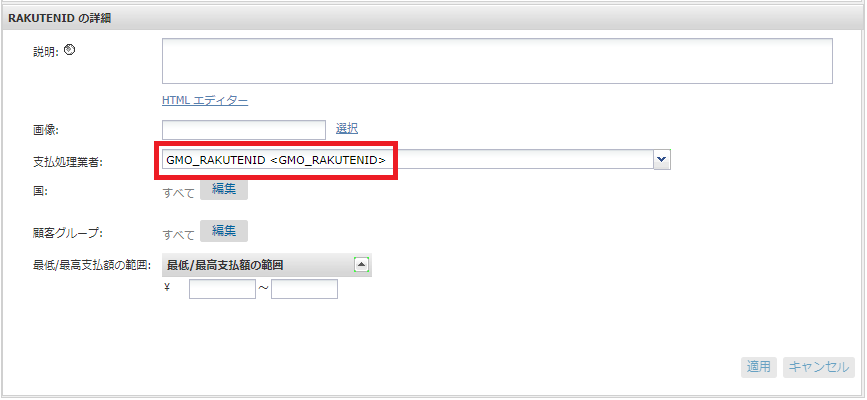 RAKUTENID の詳細
説明:
HTML エディター
画像: 選択
支払処理業者: GMO_RAKUTENID <GMO_RAKUTENID>
国: すべて 編集
顧客グループ: すべて 編集
最低/最高支払額の範囲: 最低/最高支払額の範囲
¥ ～
適用 キャンセル